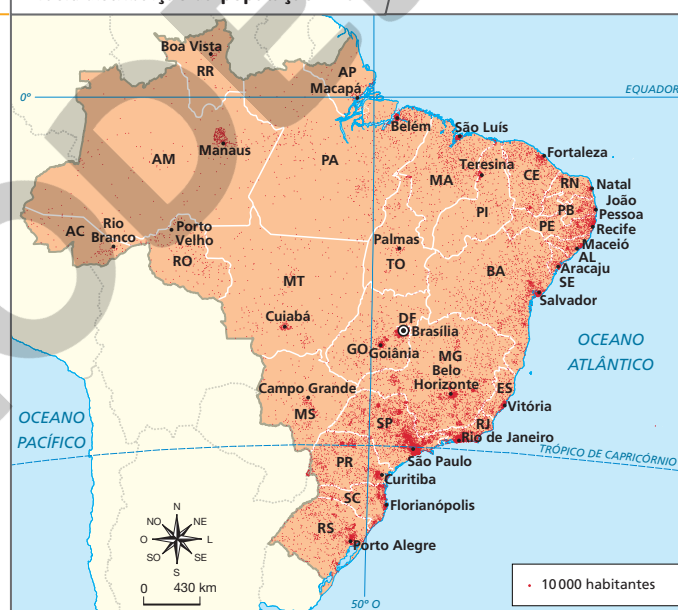 Boa Vista
RR
AP
Macapá
0°
EQUADOR
Belém
São Luís
Manaus
Fortaleza
AM
PA
MA
Teresina
CE
RN
Natal
PI
PB
João
Pessoa
PE
Recife
AC
Rio
Branco
Porto
Velho
RO
Palmas
TO
Maceió
AL
Aracaju
SE
BA
MT
Salvador
Cuiabá
DF
Brasília
GO
Goiânia
MG
Belo
Horizonte
OCEANO
ATLÂNTICO
Campo Grande
MS
ES
Vitória
OCEANO
PACÍFICO
SP
RJ
Rio de Janeiro
São Paulo
TRÓPICO DE CAPRICÓRNIO
PR
Curitiba
SC
Florianópolis
RS
Porto Alegre
N
NO
NE
O
L
SO
SE
S
0 430 km
50° O
10 000 habitantes